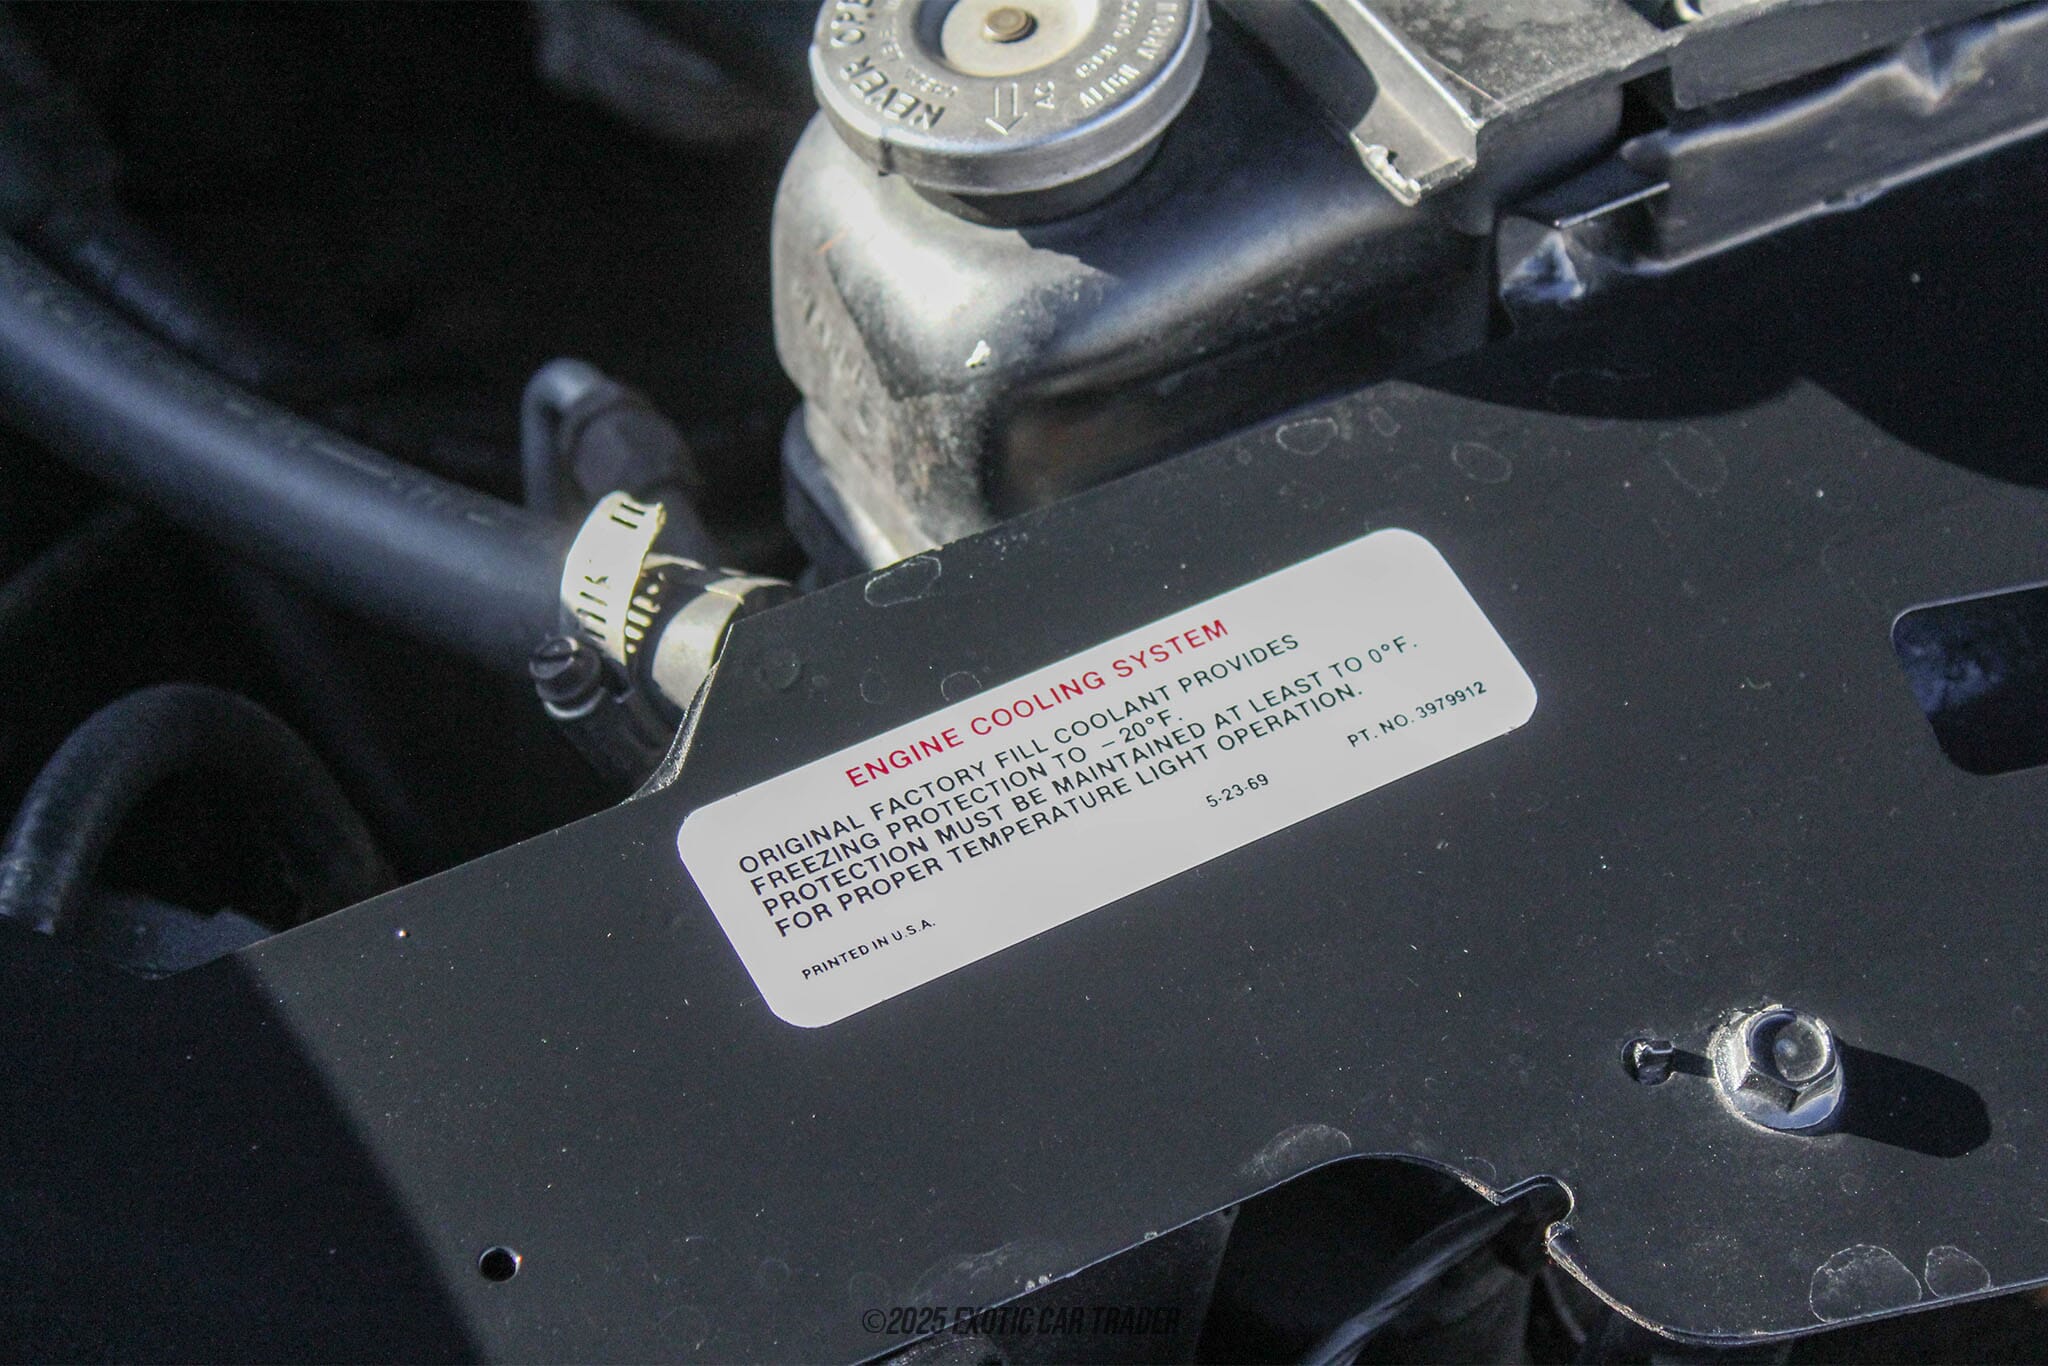 NEVER OPE
AC
ALIGN ARROW
ENGINE COOLING SYSTEM
ORIGINAL FACTORY FILL COOLANT PROVIDES
FREEZING PROTECTION TO –20°F.
PROTECTION MUST BE MAINTAINED AT LEAST TO 0°F.
FOR PROPER TEMPERATURE LIGHT OPERATION.
5-23-69
PT. NO. 3979912
PRINTED IN U.S.A.
©2025 EXOTIC CAR TRADER